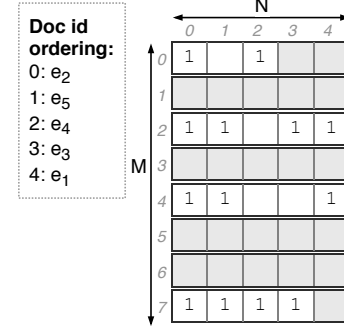 Doc id
ordering:
0: e2
1: e5
2: e4
3: e3
4: e1
N
0 1 2 3 4
M
0 1 1
1
2 1 1 1 1
3
4 1 1 1
5
6
7 1 1 1 1